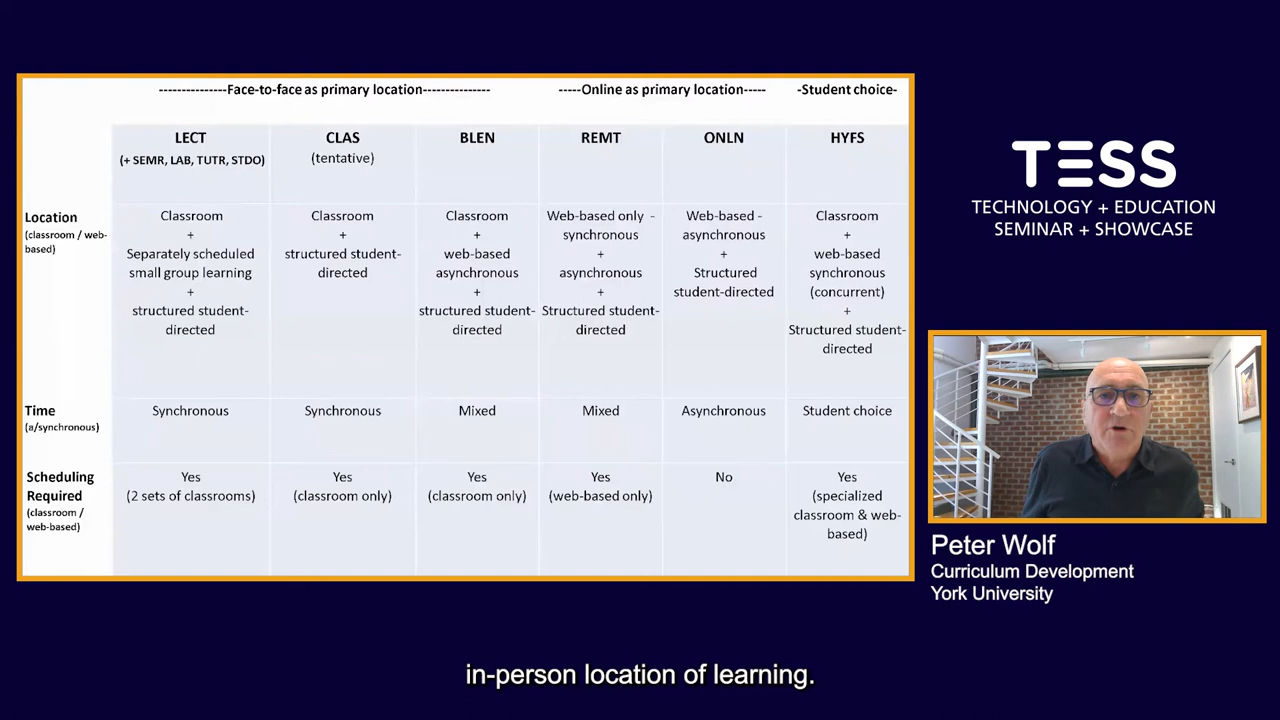 ---------------Face-to-face as primary location---------------
-----Online as primary location-----
-Student choice-
LECT
(+ SEMR, LAB, TUTR, STDO)
CLAS
(tentative)
BLEN
REMT
ONLN
HYFS
Location
(classroom / web-
based)
Classroom
+
Separately scheduled
small group learning
+
structured student-
directed
Classroom
+
structured student-
directed
Classroom
+
web-based
asynchronous
+
structured student-
directed
Web-based only -
synchronous
+
asynchronous
+
Structured student-
directed
Web-based -
asynchronous
+
Structured
student-directed
Classroom
+
web-based
synchronous
(concurrent)
+
Structured student-
directed
Time
(a/synchronous)
Synchronous
Synchronous
Mixed
Mixed
Asynchronous
Student choice
Scheduling
Required
(classroom /
web-based)
Yes
(2 sets of classrooms)
Yes
(classroom only)
Yes
(classroom only)
Yes
(web-based only)
No
Yes
(specialized
classroom & web-
based)
TESS
TECHNOLOGY + EDUCATION
SEMINAR + SHOWCASE
Peter Wolf
Curriculum Development
York University
in-person location of learning.